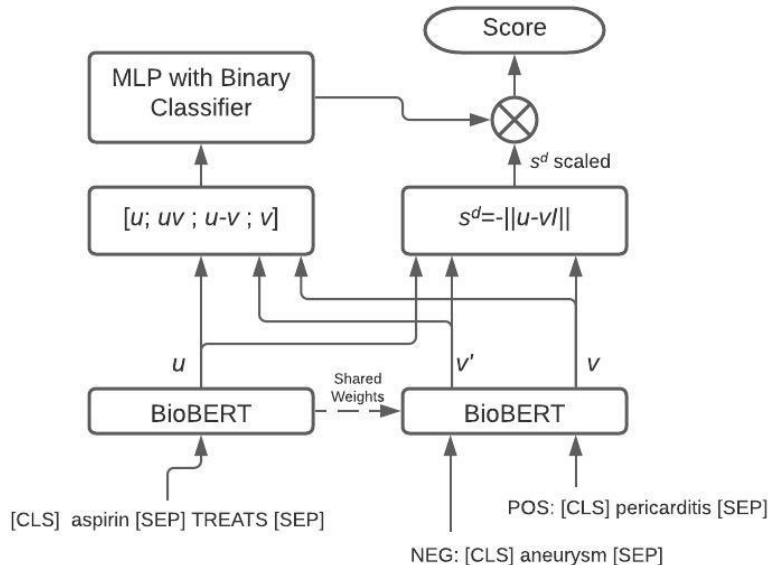 Score
MLP with Binary
Classifier
s^d scaled
[u; uv ; u-v ; v]
s^d=-||u-vI||
u
v'
v
Shared
Weights
BioBERT
BioBERT
[CLS] aspirin [SEP] TREATS [SEP]
POS: [CLS] pericarditis [SEP]
NEG: [CLS] aneurysm [SEP]